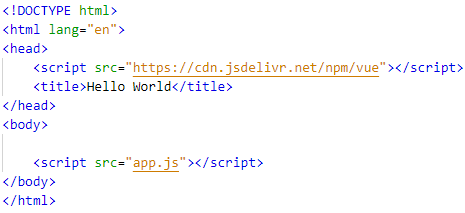 <!DOCTYPE html>
<html lang="en">
<head>
    <script src="https://cdn.jsdelivr.net/npm/vue"></script>
    <title>Hello World</title>
</head>
<body>

    <script src="app.js"></script>
</body>
</html>